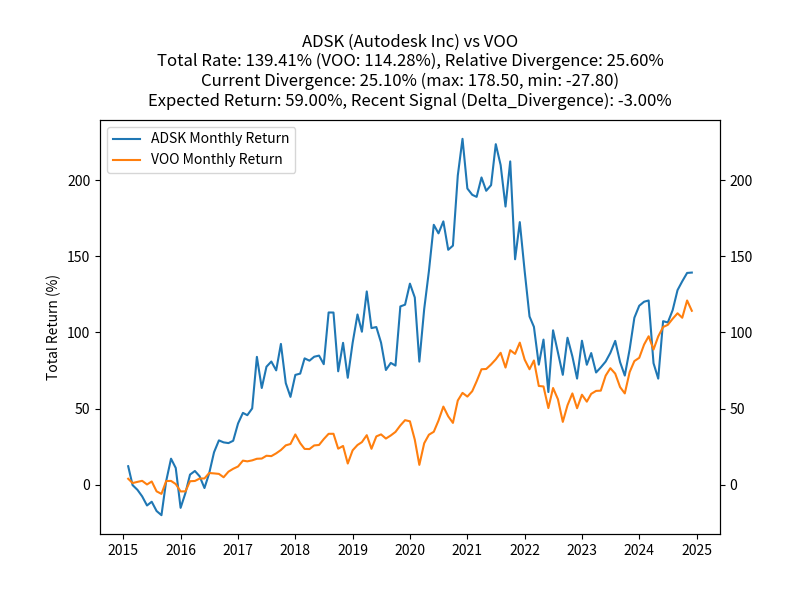 ADSK (Autodesk Inc) vs VOO
Total Rate: 139.41% (VOO: 114.28%), Relative Divergence: 25.60%
Current Divergence: 25.10% (max: 178.50, min: -27.80)
Expected Return: 59.00%, Recent Signal (Delta_Divergence): -3.00%
ADSK Monthly Return
VOO Monthly Return
Total Return (%)
200
150
100
50
0
200
150
100
50
0
2015 2016 2017 2018 2019 2020 2021 2022 2023 2024 2025